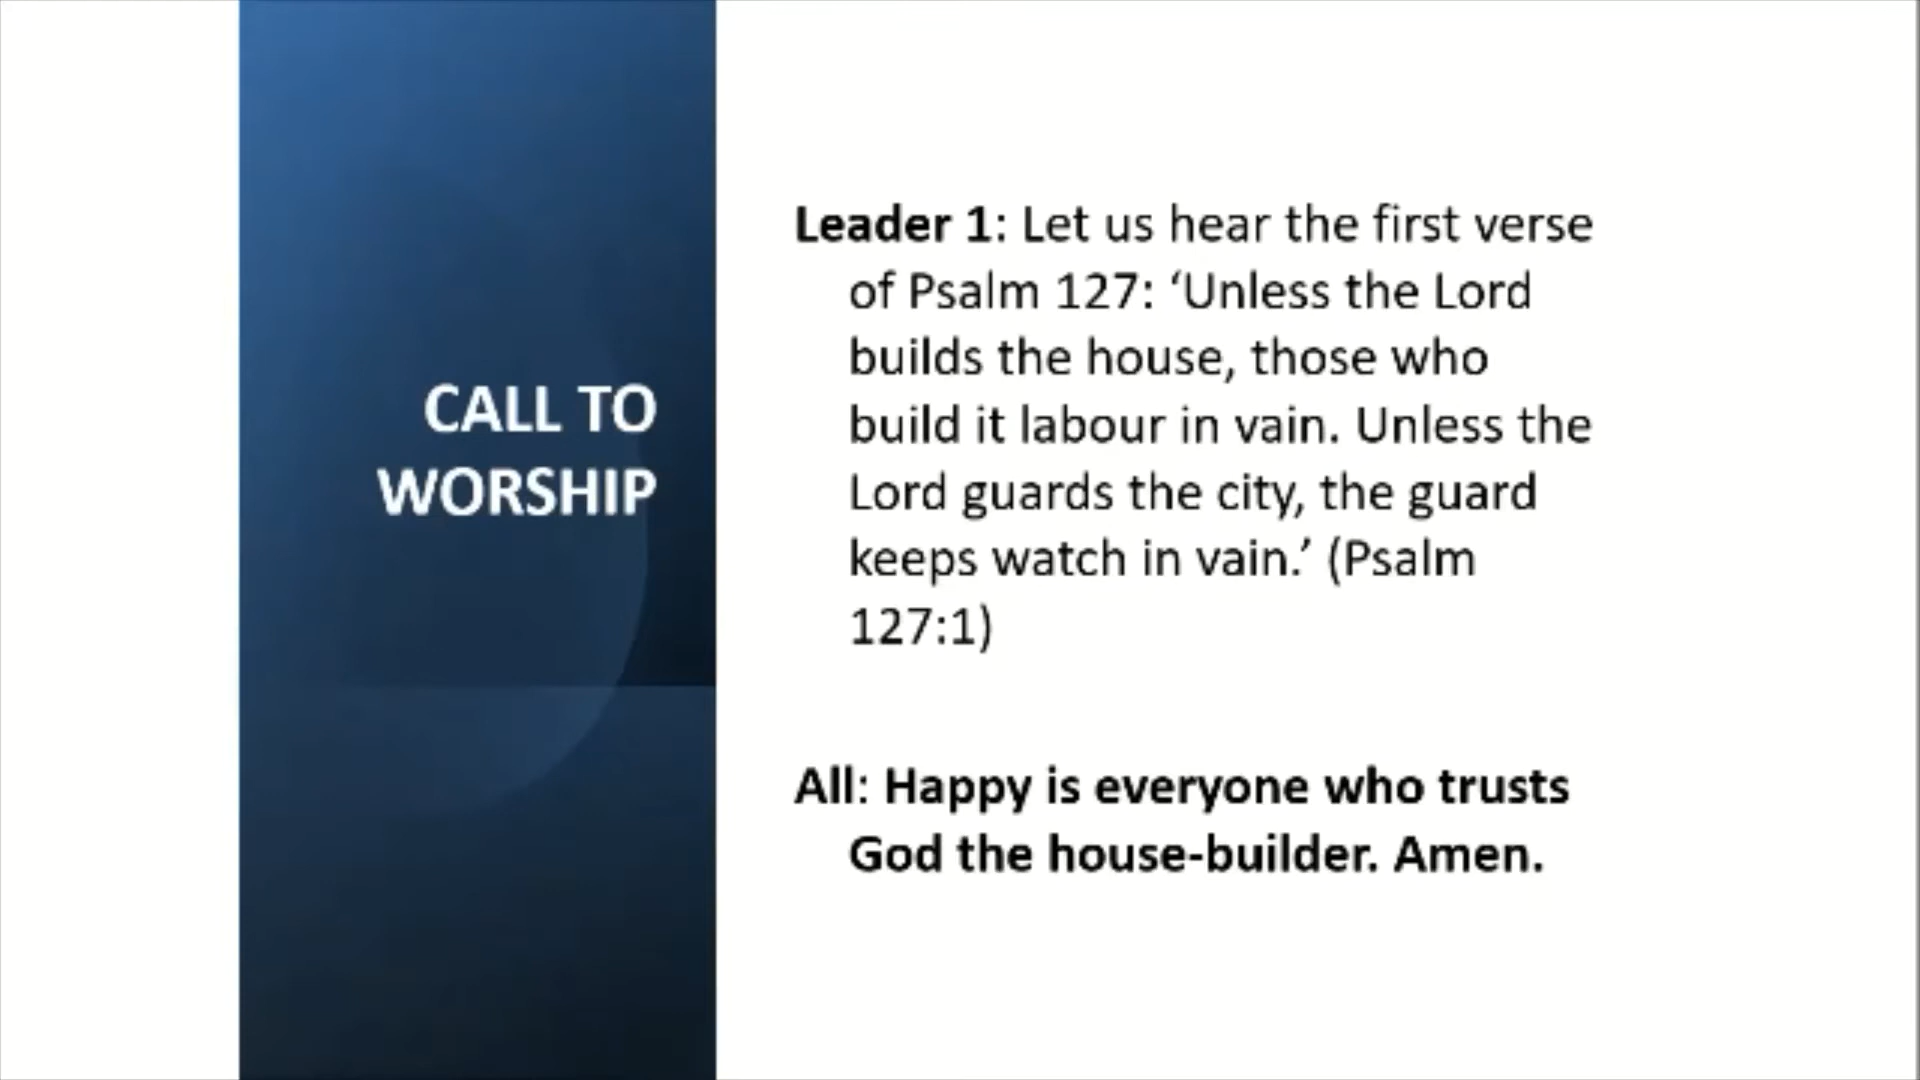 CALL TO
WORSHIP
Leader 1: Let us hear the first verse
of Psalm 127: ‘Unless the Lord
builds the house, those who
build it labour in vain. Unless the
Lord guards the city, the guard
keeps watch in vain.’ (Psalm
127:1)
All: Happy is everyone who trusts
God the house-builder. Amen.